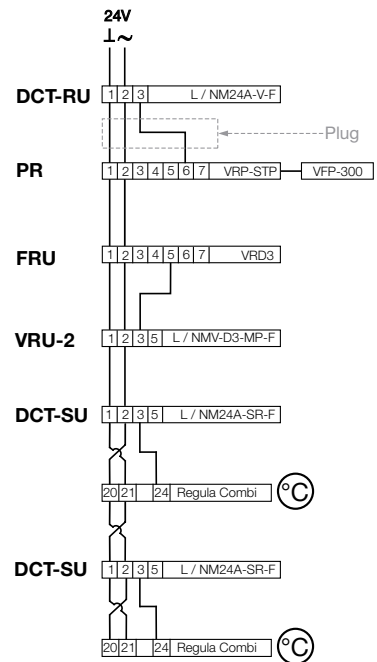 24V
⊥ ~
DCT-RU 1 2 3 L / NM24A-V-F
Plug
PR 1 2 3 4 5 6 7 VRP-STP VFP-300
FRU 1 2 3 4 5 6 7 VRD3
VRU-2 1 2 3 5 L / NMV-D3-MP-F
DCT-SU 1 2 3 5 L / NM24A-SR-F
20 21 24 Regula Combi °C
DCT-SU 1 2 3 5 L / NM24A-SR-F
20 21 24 Regula Combi °C